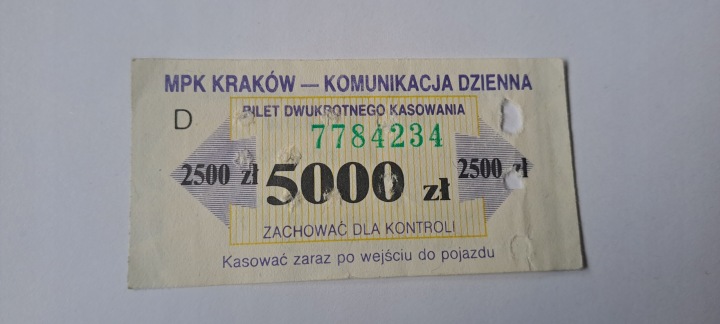 MPK KRAKÓW — KOMUNIKACJA DZIENNA
D
BILET DWUKROTNEGO KASOWANIA
7784234
2500 zł 5000 zł 2500 zł
ZACHOWAĆ DLA KONTROLI
Kasować zaraz po wejściu do pojazdu